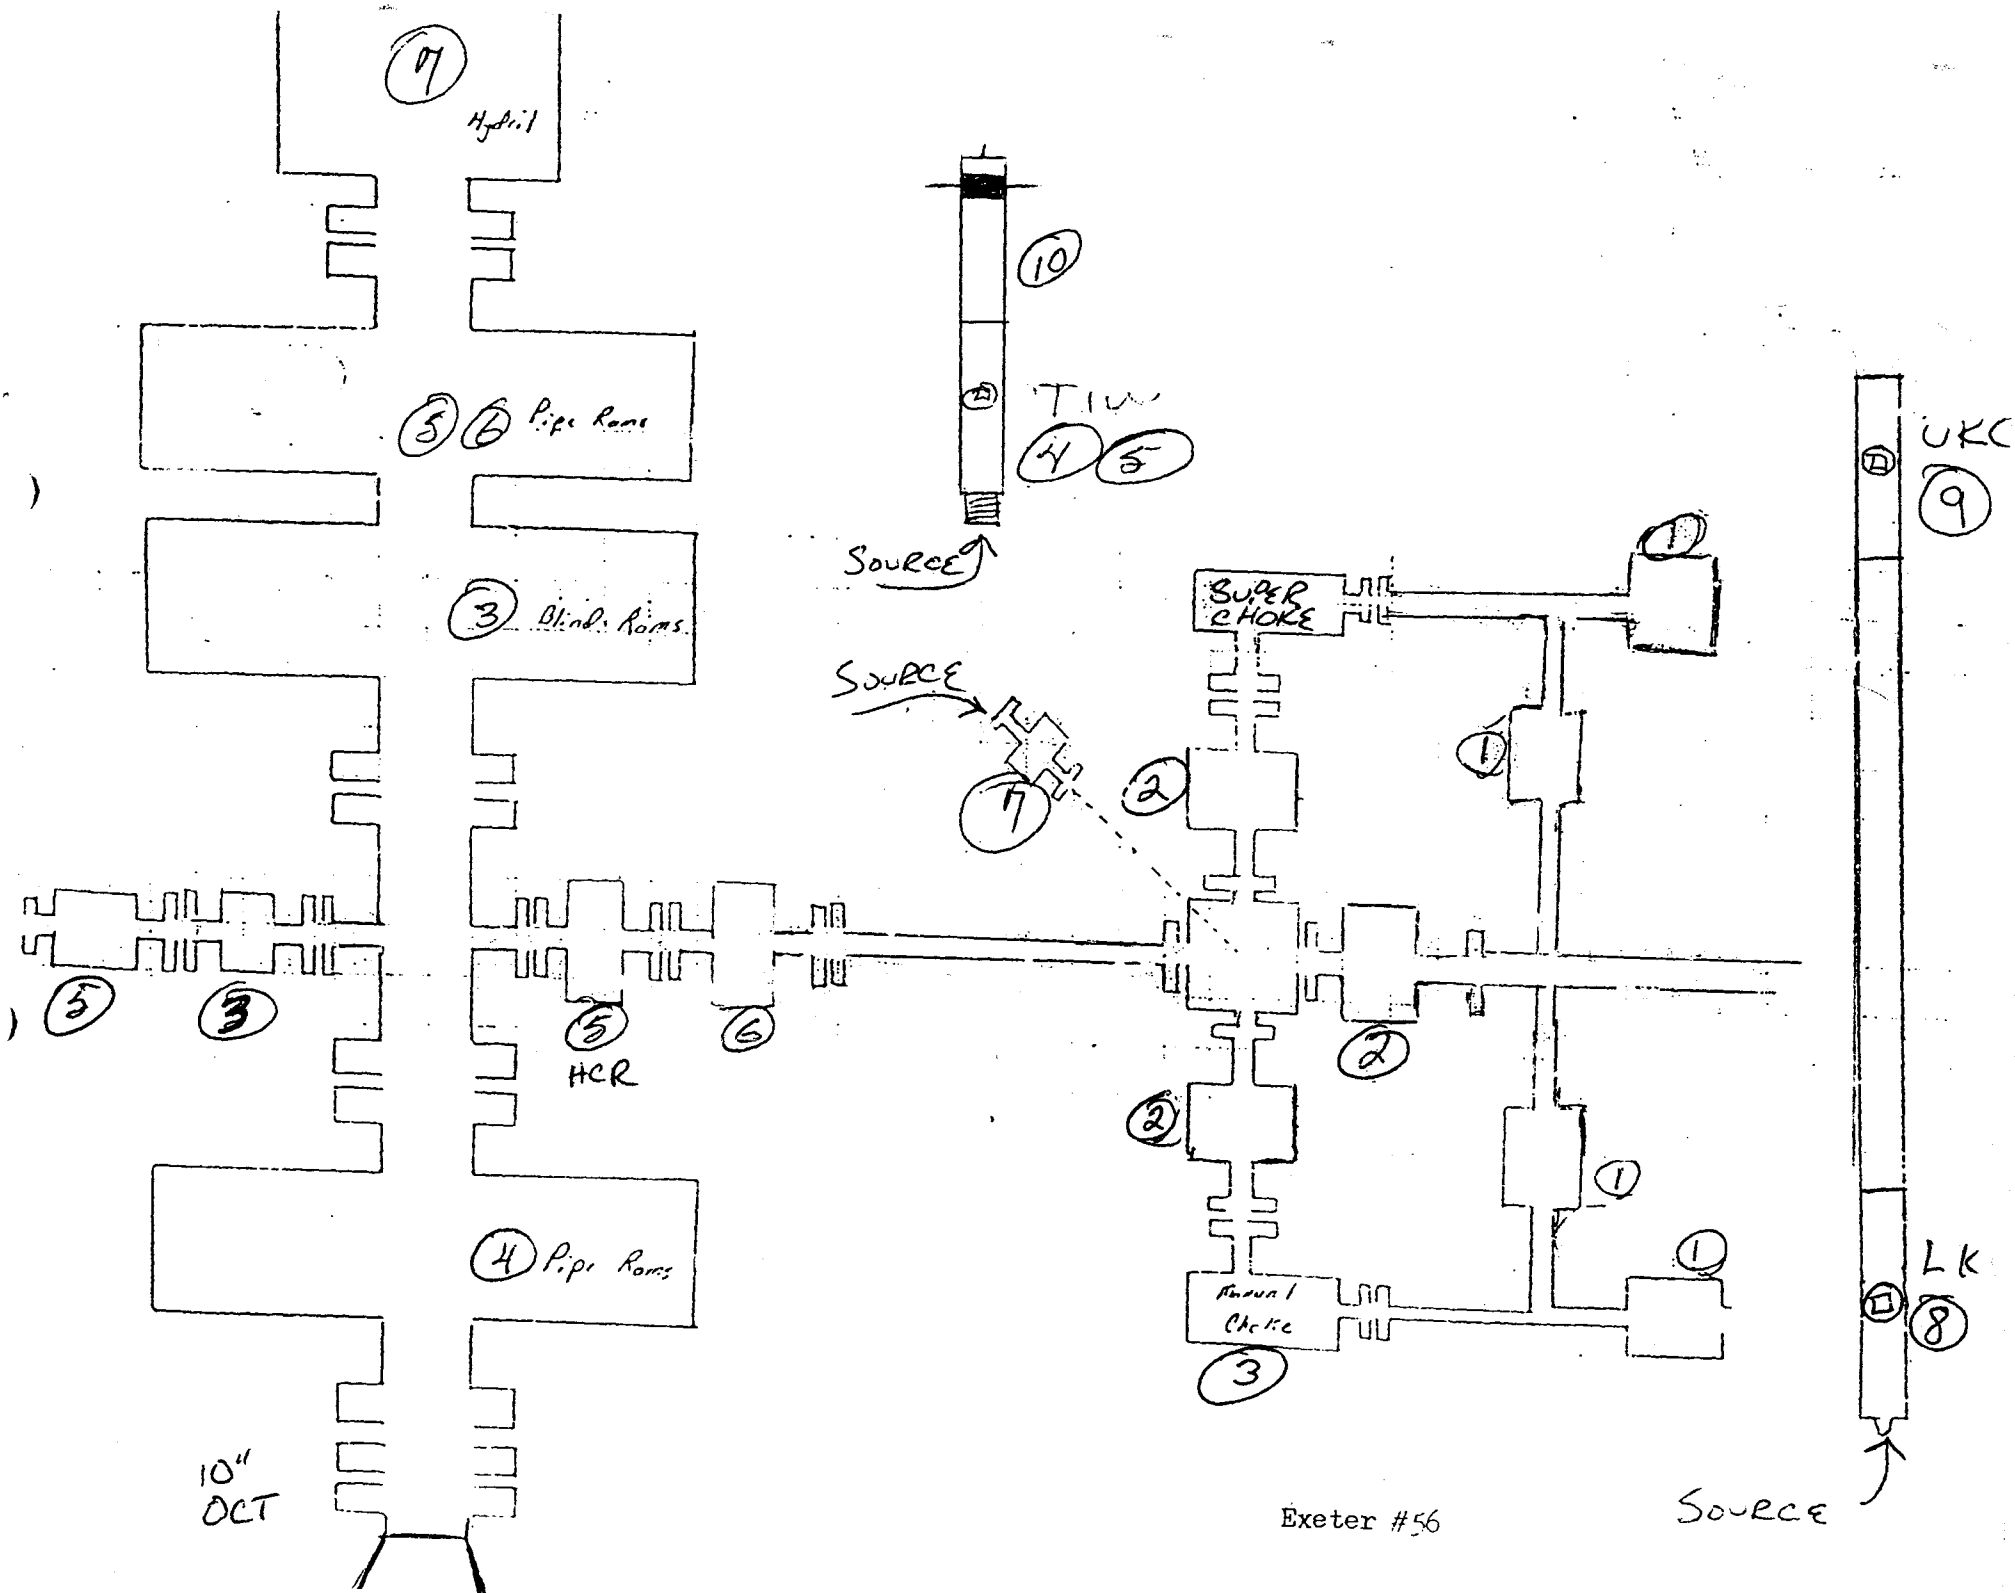 7
Hydril
10
5 6 Pipe Rams
TIW
4 5
SOURCE
UKC
9
3 Blind Rams
1
SUPER
CHOKE
SOURCE
7
2
1
5
3
5
HCR
6
2
2
1
4 Pipe Rams
1
LK
8
Manual
Choke
3
10"
OCT
Exeter #56
SOURCE